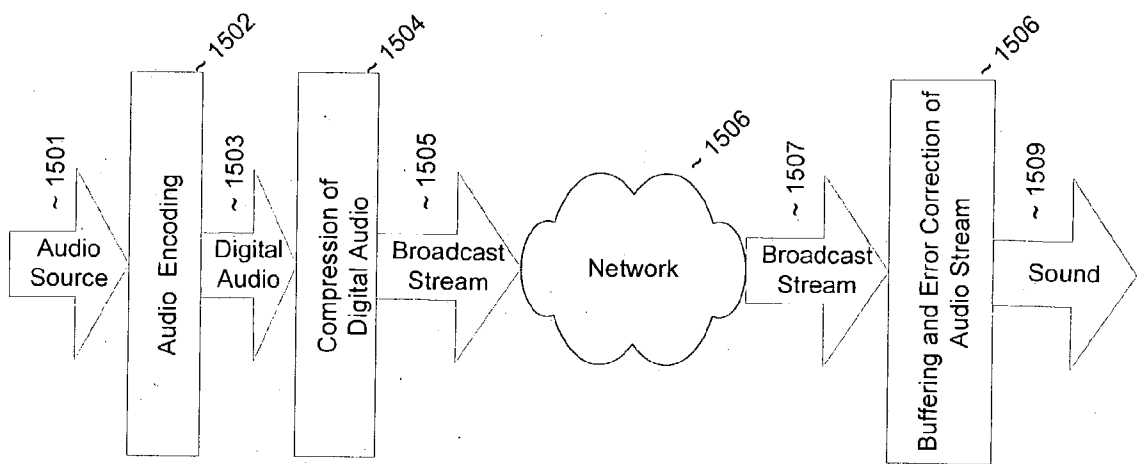 ~ 1501
Audio
Source
~ 1502
Audio Encoding
~ 1503
Digital
Audio
~ 1504
Compression of
Digital Audio
~ 1505
Broadcast
Stream
~ 1506
Network
~ 1507
Broadcast
Stream
~ 1506
Buffering and Error Correction of
Audio Stream
~ 1509
Sound